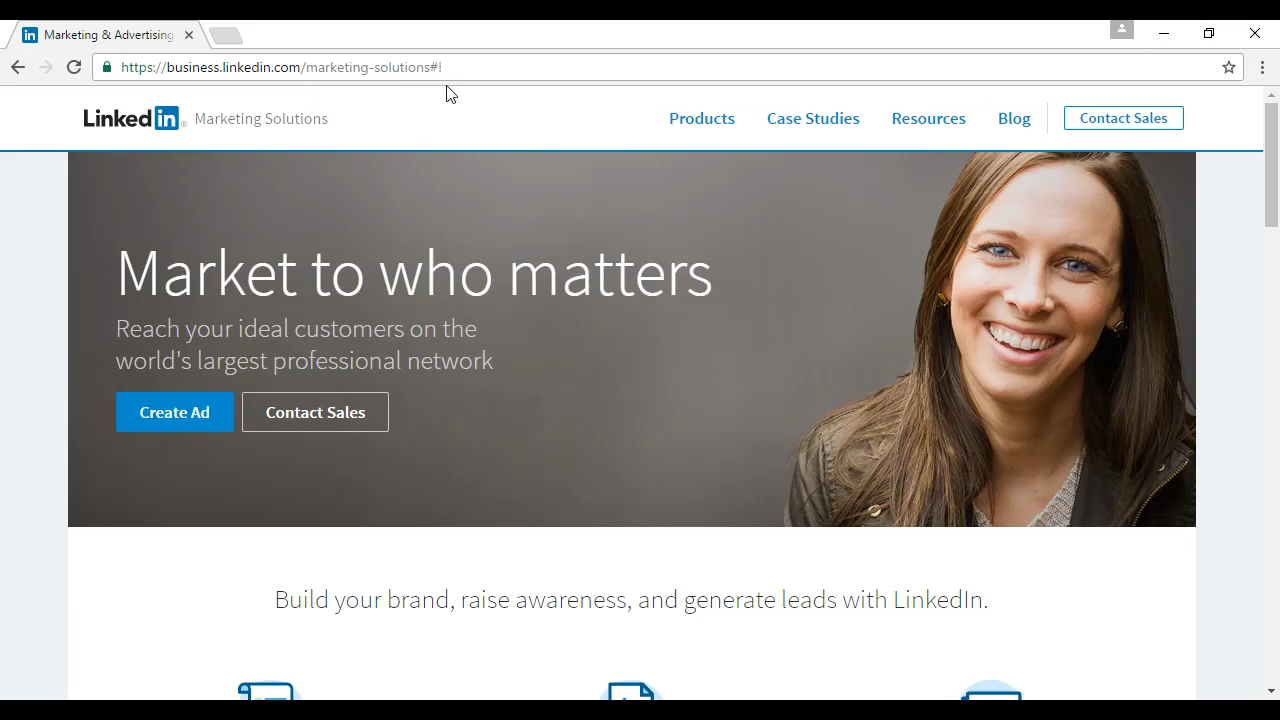 Marketing & Advertising
https://business.linkedin.com/marketing-solutions#!
Linked in Marketing Solutions
Products
Case Studies
Resources
Blog
Contact Sales
Market to who matters
Reach your ideal customers on the
world's largest professional network
Create Ad
Contact Sales
Build your brand, raise awareness, and generate leads with LinkedIn.